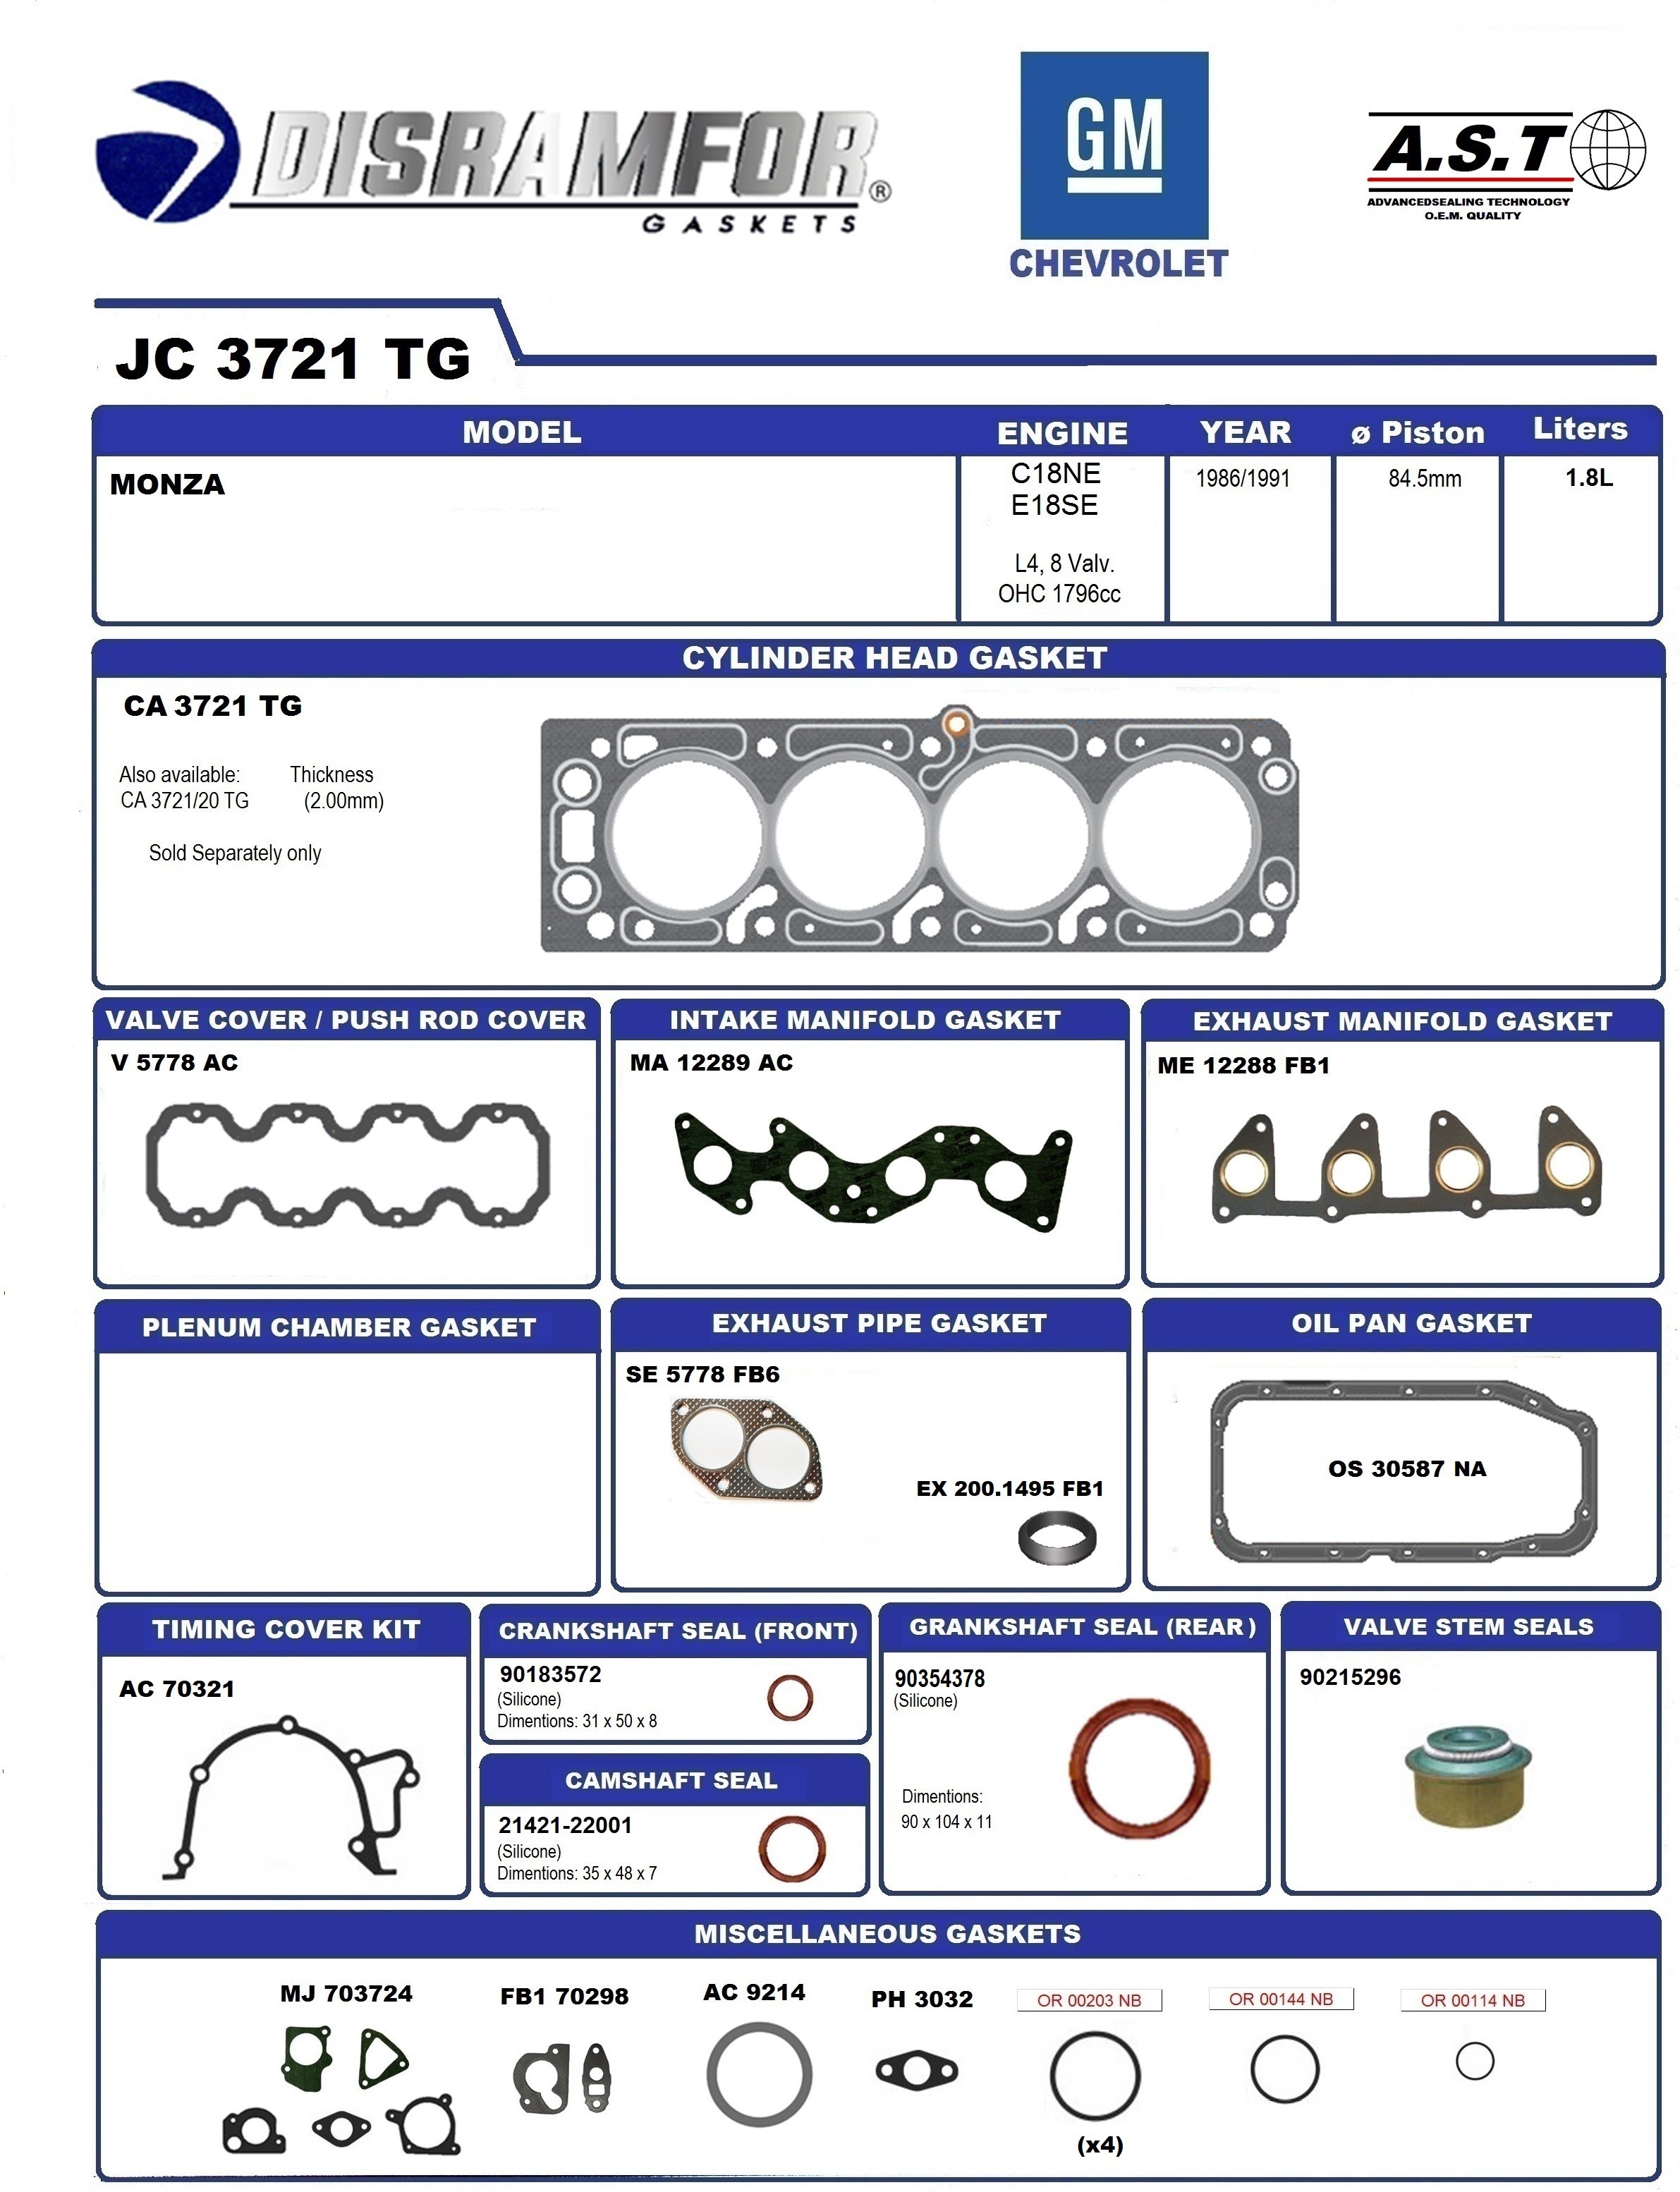 DISRAMFOR®
GASKETS
GM
CHEVROLET
A.S.T
ADVANCEDSEALING TECHNOLOGY
O.E.M. QUALITY
JC 3721 TG
MODEL ENGINE YEAR ø Piston Liters
MONZA
C18NE
E18SE
L4, 8 Valv.
OHC 1796cc
1986/1991
84.5mm
1.8L
CYLINDER HEAD GASKET
CA 3721 TG
Also available: Thickness
CA 3721/20 TG (2.00mm)
Sold Separately only
VALVE COVER / PUSH ROD COVER
V 5778 AC
INTAKE MANIFOLD GASKET
MA 12289 AC
EXHAUST MANIFOLD GASKET
ME 12288 FB1
PLENUM CHAMBER GASKET
EXHAUST PIPE GASKET
SE 5778 FB6
EX 200.1495 FB1
OIL PAN GASKET
OS 30587 NA
TIMING COVER KIT
AC 70321
CRANKSHAFT SEAL (FRONT)
90183572
(Silicone)
Dimentions: 31 x 50 x 8
CAMSHAFT SEAL
21421-22001
(Silicone)
Dimentions: 35 x 48 x 7
GRANKSHAFT SEAL (REAR)
90354378
(Silicone)
Dimentions:
90 x 104 x 11
VALVE STEM SEALS
90215296
MISCELLANEOUS GASKETS
MJ 703724
FB1 70298
AC 9214
PH 3032
OR 00203 NB
OR 00144 NB
OR 00114 NB
(x4)